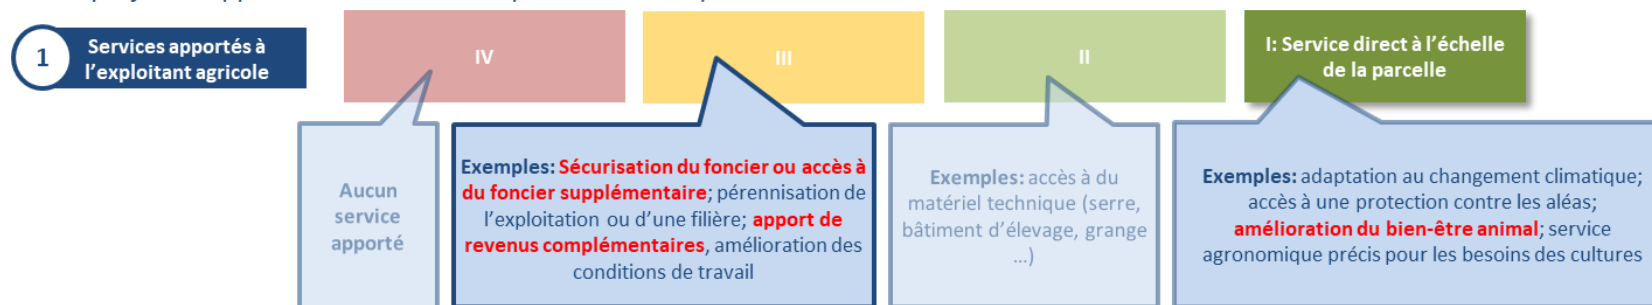 1
Services apportés à
l'exploitant agricole
IV
III
II
I: Service direct à l'échelle
de la parcelle
Aucun
service
apporté
Exemples: Sécurisation du foncier ou accès à
du foncier supplémentaire; pérennisation de
l'exploitation ou d'une filière; apport de
revenus complémentaires, amélioration des
conditions de travail
Exemples: accès à du
matériel technique (serre,
bâtiment d'élevage, grange
...)
Exemples: adaptation au changement climatique;
accès à une protection contre les aléas;
amélioration du bien-être animal; service
agronomique précis pour les besoins des cultures